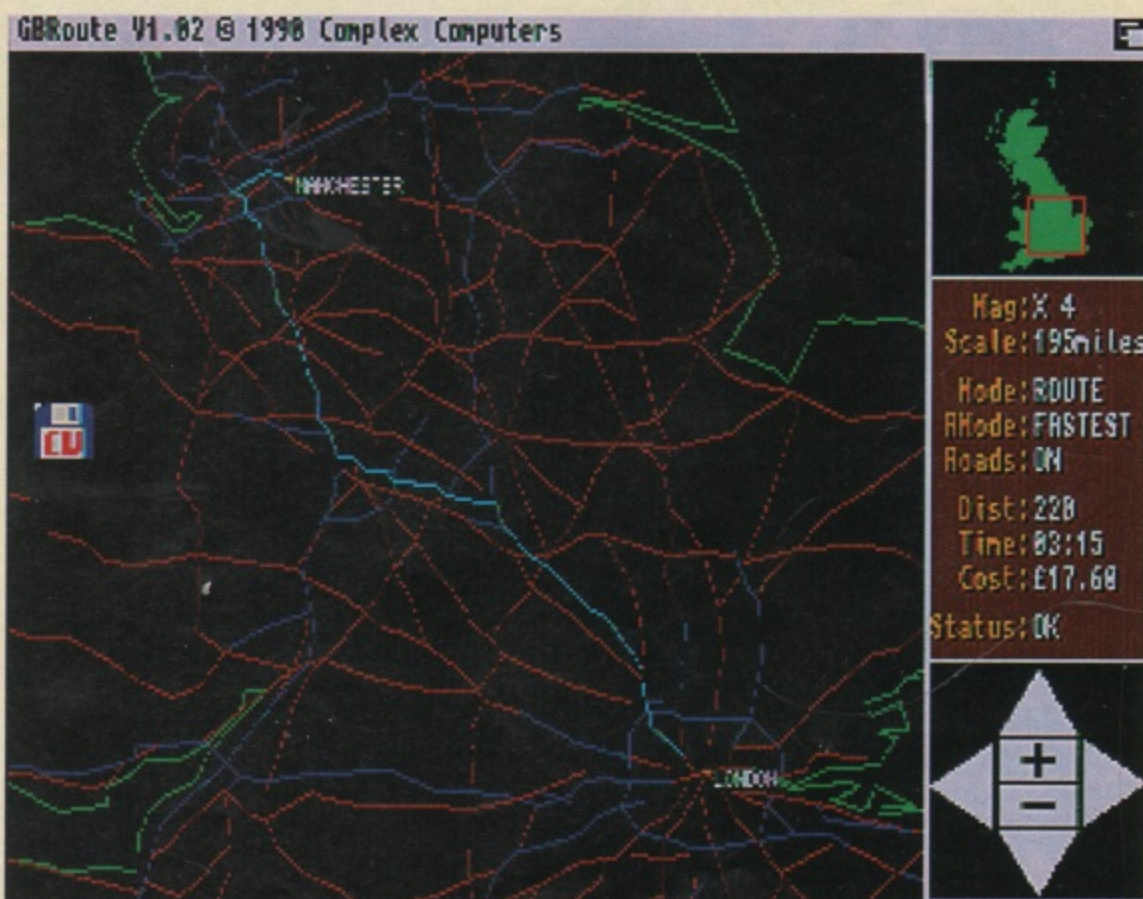 GBRoute V1.02 © 1990 Complex Computers
MANCHESTER
CU
LONDON
Mag:X 4
Scale:195miles
Mode:ROUTE
RMode:FASTEST
Roads:ON
Dist:220
Time:03:15
Cost:£17.60
Status:OK
+
-